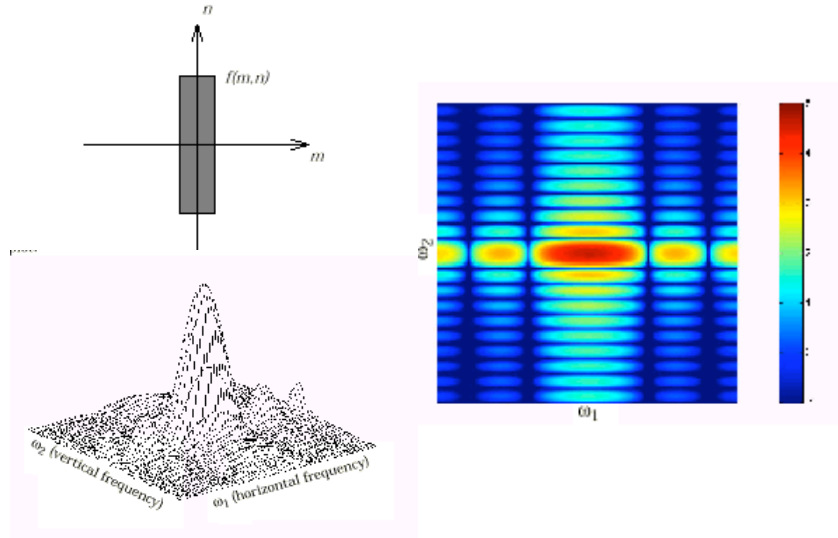 n
f(m,n)
m
ω2
ω1
ω2 (vertical frequency)
ω1 (horizontal frequency)